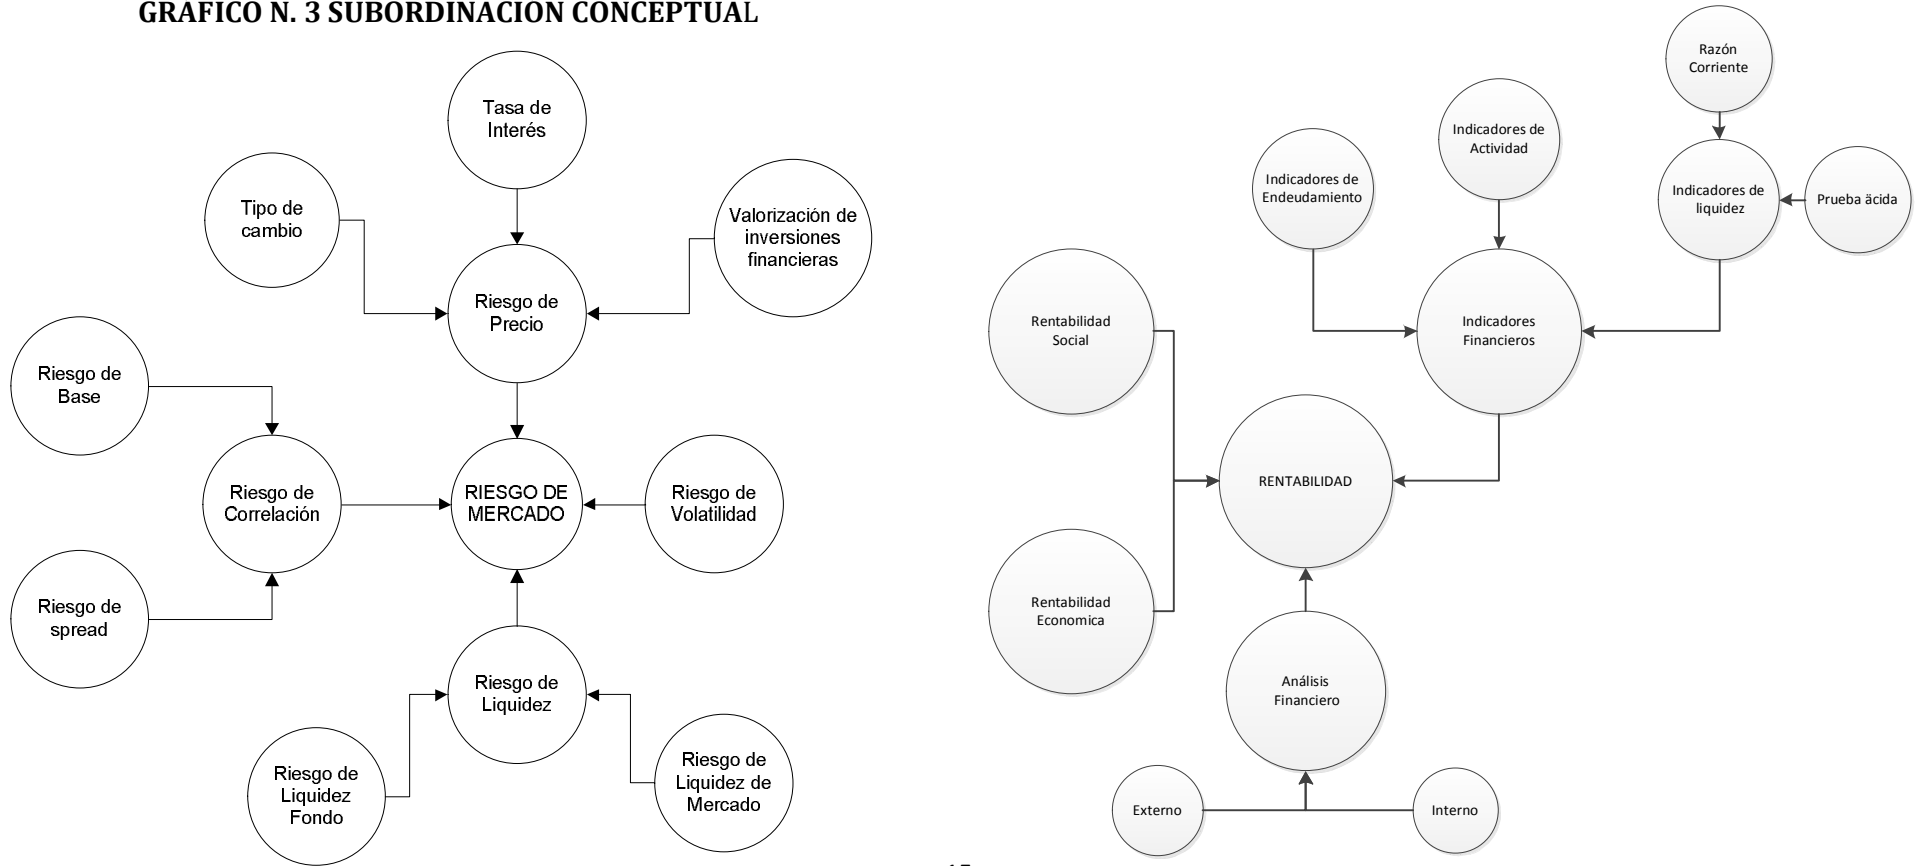 GRAFICO N. 3 SUBORDINACION CONCEPTUAL
Tasa de
Interés
Tipo de
cambio
Valorización de
inversiones
financieras
Riesgo de
Precio
Riesgo de
Base
Riesgo de
Correlación
RIESGO DE
MERCADO
Riesgo de
Volatilidad
Riesgo de
spread
Riesgo de
Liquidez
Riesgo de
Liquidez
Fondo
Riesgo de
Liquidez de
Mercado
Razón
Corriente
Indicadores de
Actividad
Indicadores de
Endeudamiento
Indicadores de
liquidez
Prueba äcida
Indicadores
Financieros
Rentabilidad
Social
RENTABILIDAD
Rentabilidad
Economica
Análisis
Financiero
Externo
Interno